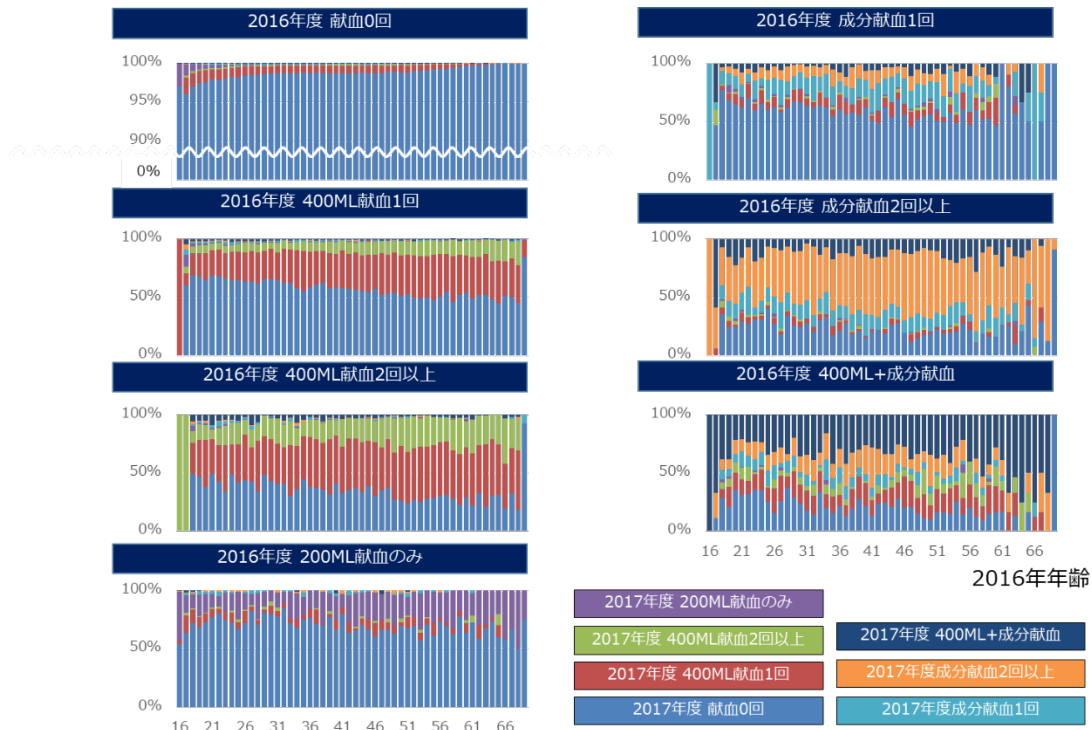 2016年度 献血0回
100%
95%
90%
0%
2016年度 400ML献血1回
100%
50%
0%
2016年度 400ML献血2回以上
100%
50%
0%
2016年度 200ML献血のみ
100%
50%
0%
16 21 26 31 36 41 46 51 56 61 66
2016年度 成分献血1回
100%
50%
0%
2016年度 成分献血2回以上
100%
50%
0%
2016年度 400ML+成分献血
100%
50%
0%
16 21 26 31 36 41 46 51 56 61 66
2016年年齢
2017年度 200ML献血のみ
2017年度 400ML献血2回以上
2017年度 400ML献血1回
2017年度 献血0回
2017年度 400ML+成分献血
2017年度成分献血2回以上
2017年度成分献血1回